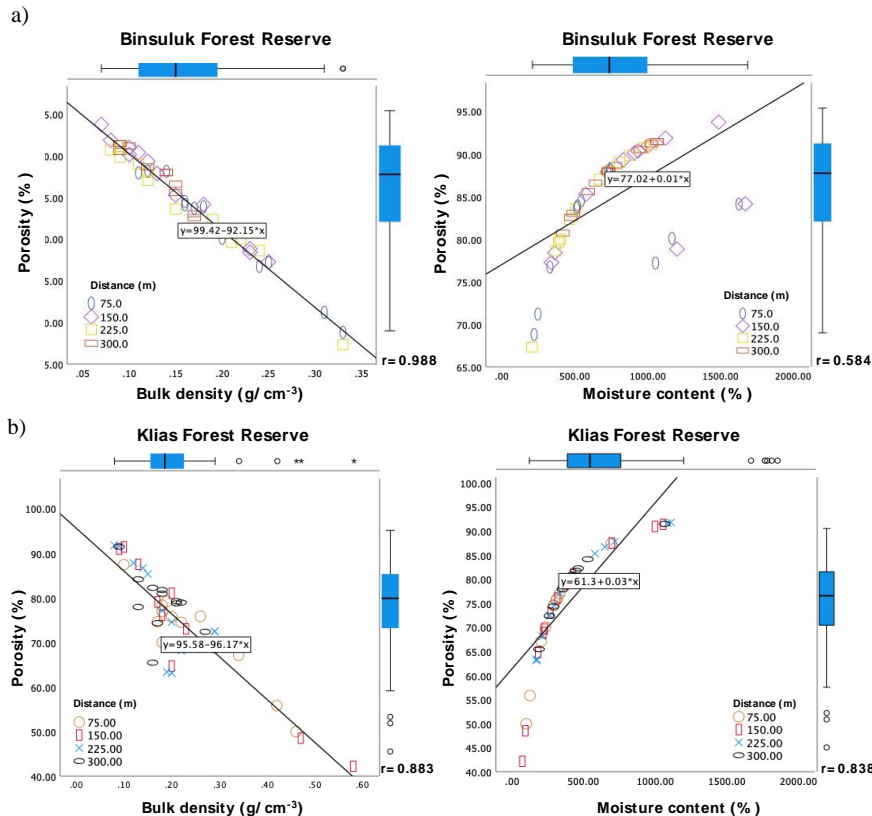 a)
Binsuluk Forest Reserve
Porosity (%)
5.00
0.00
5.00
0.00
5.00
0.00
5.00
y=99.42-92.15*x
Distance (m)
75.0
150.0
225.0
300.0
.05 .10 .15 .20 .25 .30 .35
Bulk density (g/cm-3)
r= 0.988
Binsuluk Forest Reserve
Porosity (%)
95.00
90.00
85.00
80.00
75.00
70.00
65.00
y=77.02+0.01*x
Distance (m)
75.0
150.0
225.0
300.0
.00 500.00 1000.00 1500.00 2000.00
Moisture content (%)
r= 0.584
b)
Klias Forest Reserve
Porosity (%)
100.00
90.00
80.00
70.00
60.00
50.00
40.00
y=95.58-96.17*x
Distance (m)
75.00
150.00
225.00
300.00
.00 .10 .20 .30 .40 .50 .60
Bulk density (g/cm-3)
r= 0.883
Klias Forest Reserve
Porosity (%)
100.00
95.00
90.00
85.00
80.00
75.00
70.00
65.00
60.00
55.00
50.00
45.00
40.00
y=61.3+0.03*x
Distance (m)
75.00
150.00
225.00
300.00
.00 500.00 1000.00 1500.00 2000.00
Moisture content (%)
r= 0.838